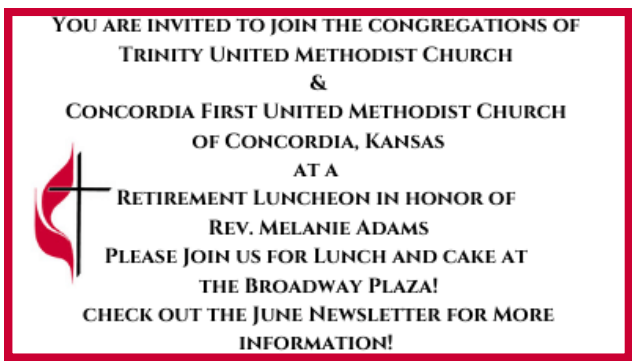 You are invited to join the congregations of
Trinity United Methodist Church
&
Concordia First United Methodist Church
of Concordia, Kansas
at a
Retirement Luncheon in honor of
Rev. Melanie Adams
Please Join us for Lunch and cake at
the Broadway Plaza!
check out the June Newsletter for More
information!